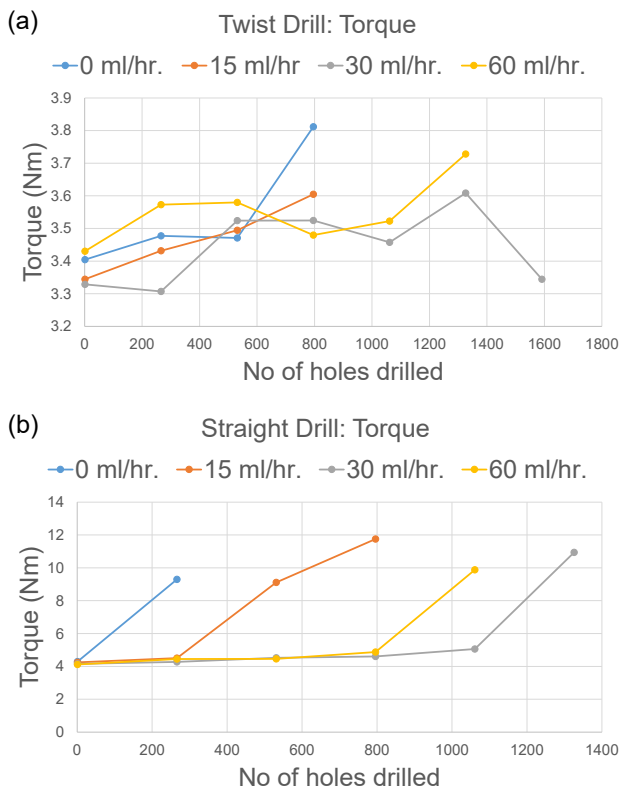 (a)
Twist Drill: Torque
0 ml/hr. 15 ml/hr 30 ml/hr. 60 ml/hr.
3.9
3.8
3.7
3.6
3.5
3.4
3.3
3.2
Torque (Nm)
0 200 400 600 800 1000 1200 1400 1600 1800
No of holes drilled
(b)
Straight Drill: Torque
0 ml/hr. 15 ml/hr. 30 ml/hr. 60 ml/hr.
14
12
10
8
6
4
2
0
Torque (Nm)
0 200 400 600 800 1000 1200 1400
No of holes drilled